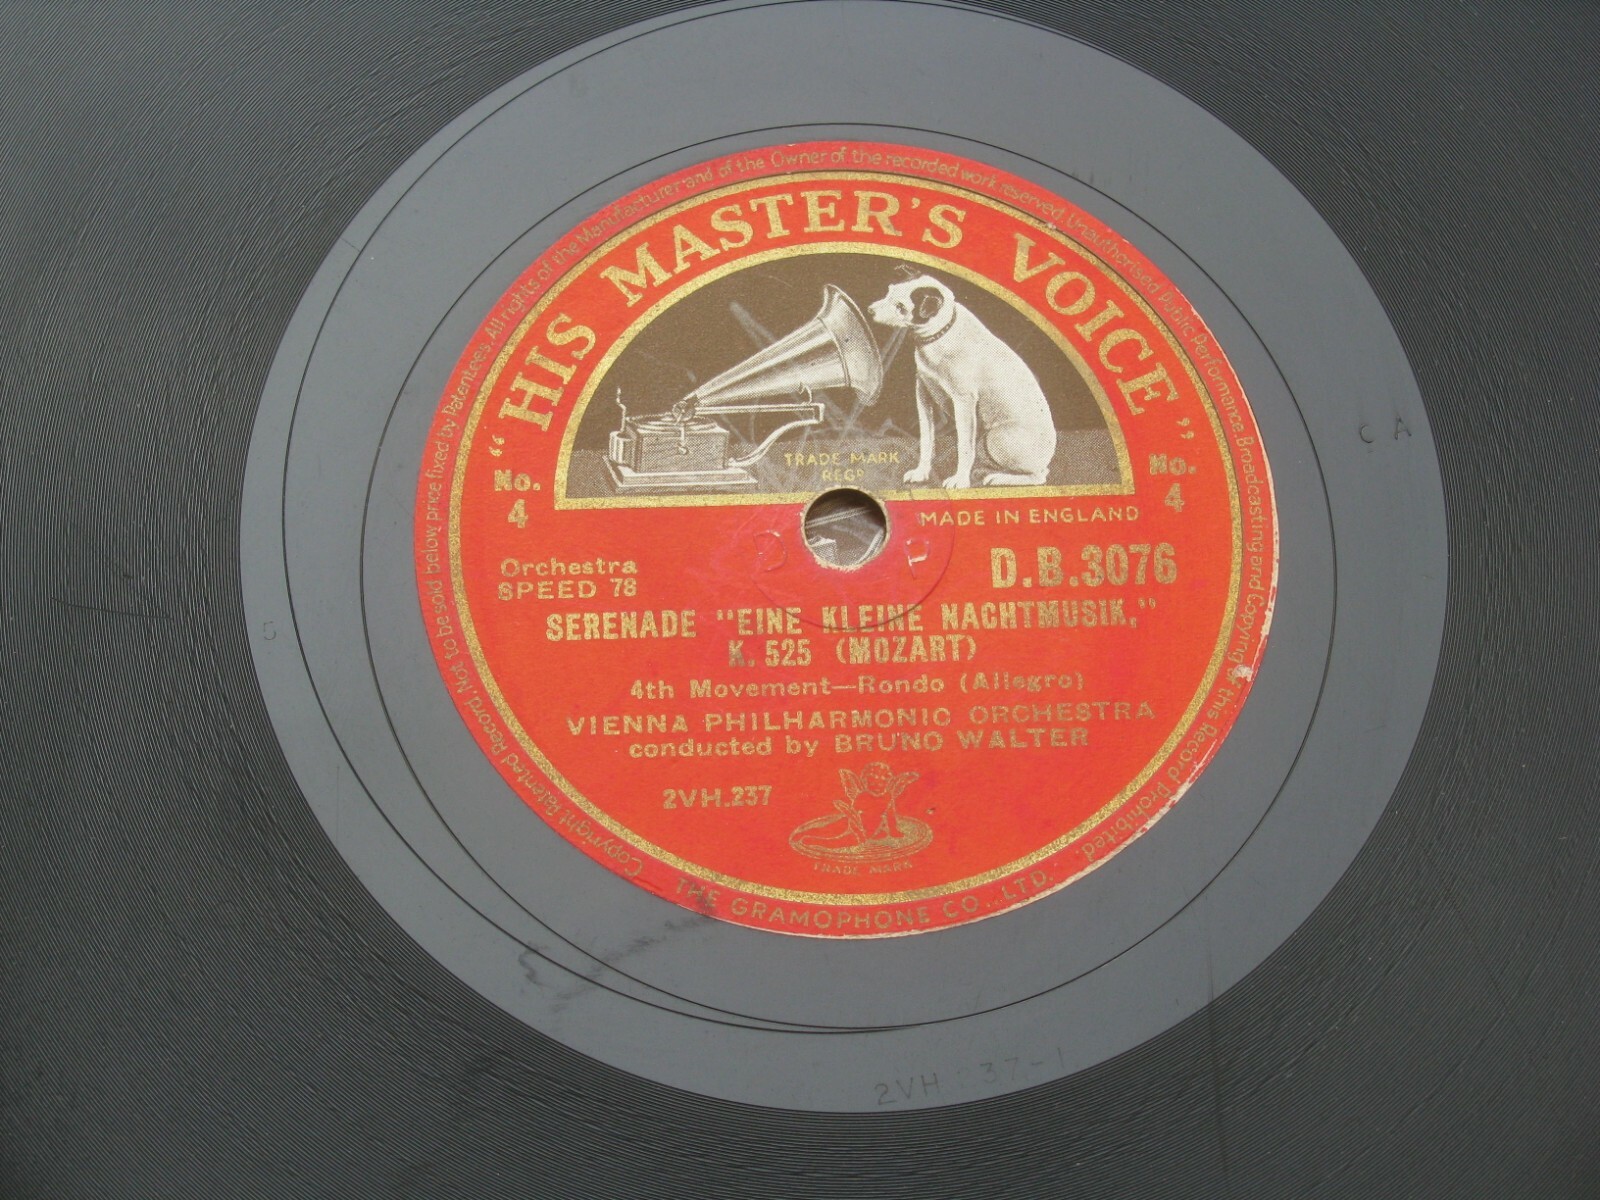 Copyright Patented Record. Not to be sold below price fixed by Patentees. All rights of the Manufacturer and of the Owner of the recorded work reserved. Unauthorised Public Performance. Broadcasting and Copying of this Record Prohibited.
"HIS MASTER'S VOICE"
TRADE MARK
REGD
No. 4
No. 4
MADE IN ENGLAND
D P
D.B.3076
Orchestra
SPEED 78
SERENADE "EINE KLEINE NACHTMUSIK,"
K. 525 (MOZART)
4th Movement—Rondo (Allegro)
VIENNA PHILHARMONIC ORCHESTRA
conducted by BRUNO WALTER
2VH.237
TRADE MARK
THE GRAMOPHONE CO., LTD.
C A
5
2VH 37-1